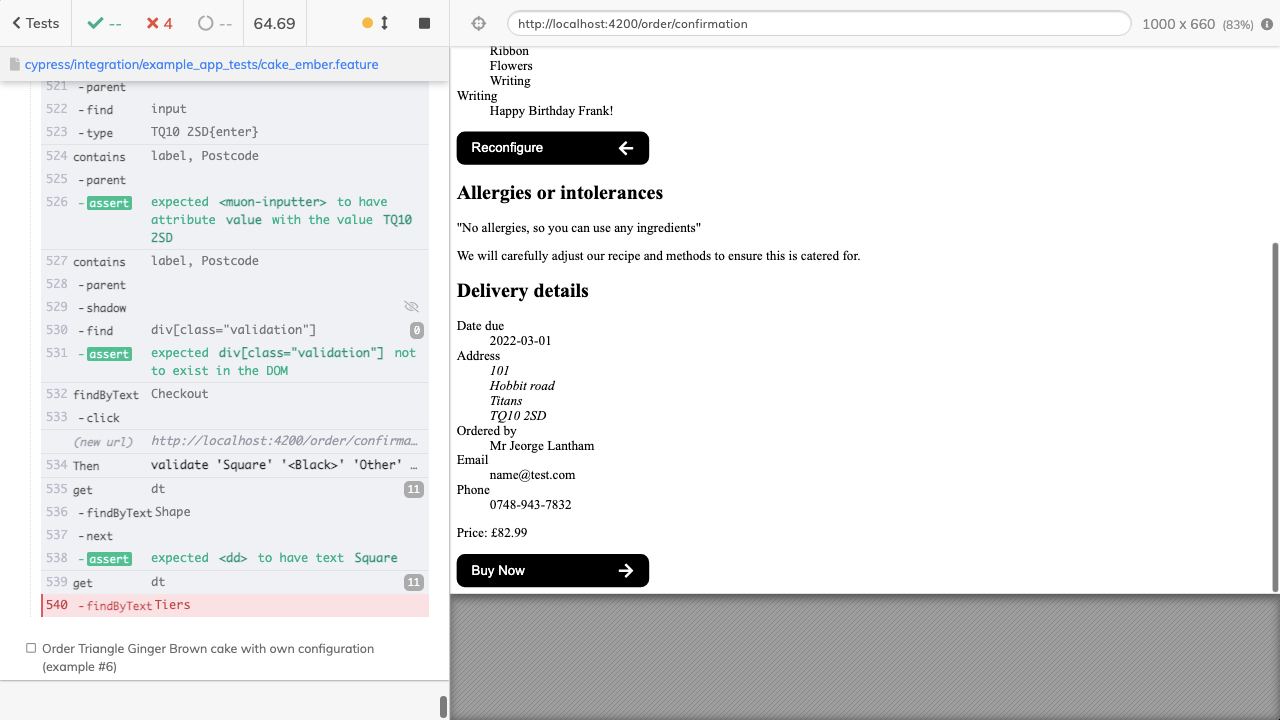 Tests
--
4
--
64.69
http://localhost:4200/order/confirmation
1000 x 660 (83%)
cypress/integration/example_app_tests/cake_ember.feature
521 - parent
522 - find input
523 - type TQ10 2SD{enter}
524 contains label, Postcode
525 - parent
526 - assert expected <muon-inputter> to have
attribute value with the value TQ10
2SD
527 contains label, Postcode
528 - parent
529 - shadow
530 - find div[class="validation"] 0
531 - assert expected div[class="validation"] not
to exist in the DOM
532 findByText Checkout
533 - click
(new url) http://localhost:4200/order/confirma…
534 Then validate 'Square' '<Black>' 'Other' …
535 get dt 11
536 - findByText Shape
537 - next
538 - assert expected <dd> to have text Square
539 get dt 11
540 - findByText Tiers
Order Triangle Ginger Brown cake with own configuration
(example #6)
Ribbon
Flowers
Writing
Writing
Happy Birthday Frank!
Reconfigure
Allergies or intolerances
"No allergies, so you can use any ingredients"
We will carefully adjust our recipe and methods to ensure this is catered for.
Delivery details
Date due
2022-03-01
Address
101
Hobbit road
Titans
TQ10 2SD
Ordered by
Mr Jeorge Lantham
Email
name@test.com
Phone
0748-943-7832
Price: £82.99
Buy Now